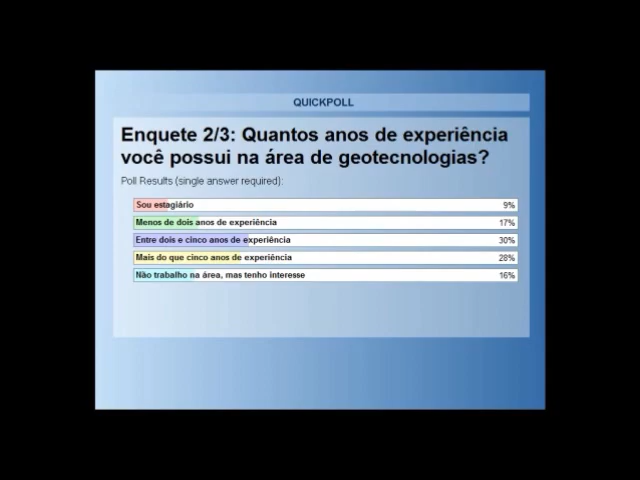 QUICKPOLL
Enquete 2/3: Quantos anos de experiência
você possui na área de geotecnologias?
Poll Results (single answer required):
Sou estagiário 9%
Menos de dois anos de experiência 17%
Entre dois e cinco anos de experiência 30%
Mais do que cinco anos de experiência 28%
Não trabalho na área, mas tenho interesse 16%